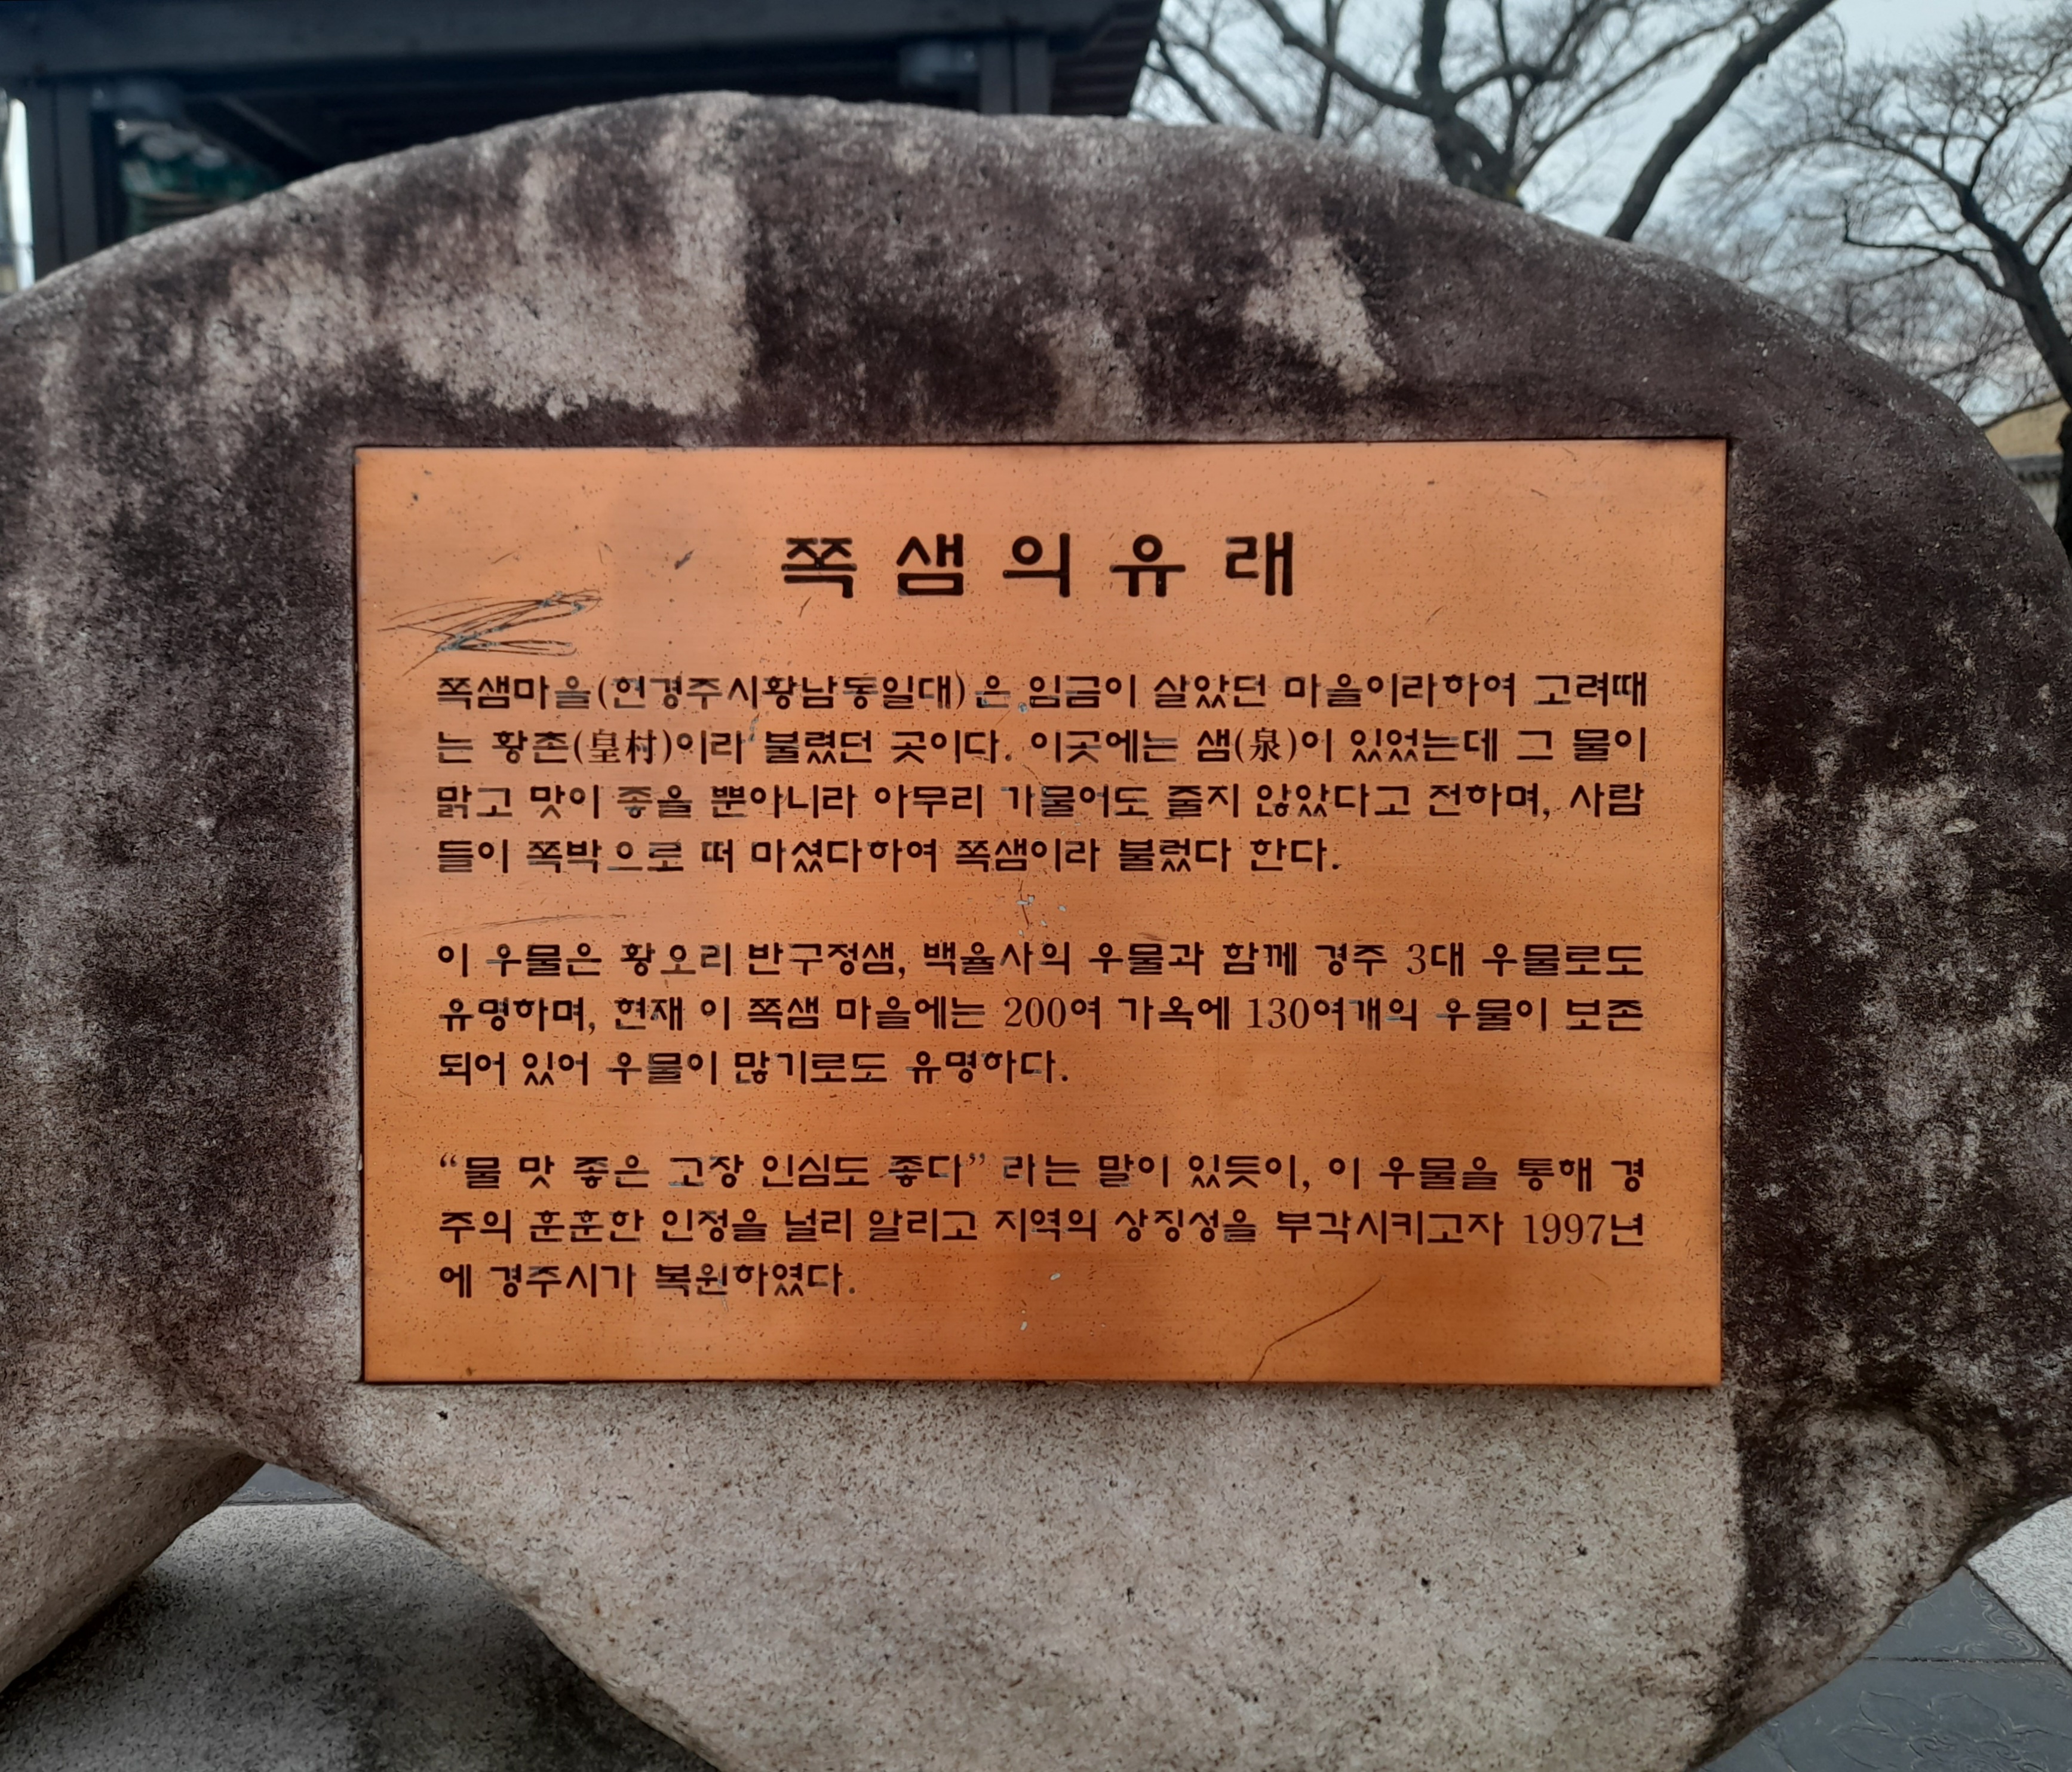 쪽샘의유래
쪽샘마을(현경주시황남동일대)은 임금이 살았던 마을이라하여 고려때
는 황촌(皇村)이라 불렸던 곳이다. 이곳에는 샘(泉)이 있었는데 그 물이
맑고 맛이 좋을 뿐아니라 아무리 가물어도 줄지 않았다고 전하며, 사람
들이 쪽박으로 떠 마셨다하여 쪽샘이라 불렀다 한다.
이 우물은 황오리 반구정샘, 백율사의 우물과 함께 경주 3대 우물로도
유명하며, 현재 이 쪽샘 마을에는 200여 가옥에 130여개의 우물이 보존
되어 있어 우물이 많기로도 유명하다.
“물 맛 좋은 고장 인심도 좋다” 라는 말이 있듯이, 이 우물을 통해 경
주의 훈훈한 인정을 널리 알리고 지역의 상징성을 부각시키고자 1997년
에 경주시가 복원하였다.